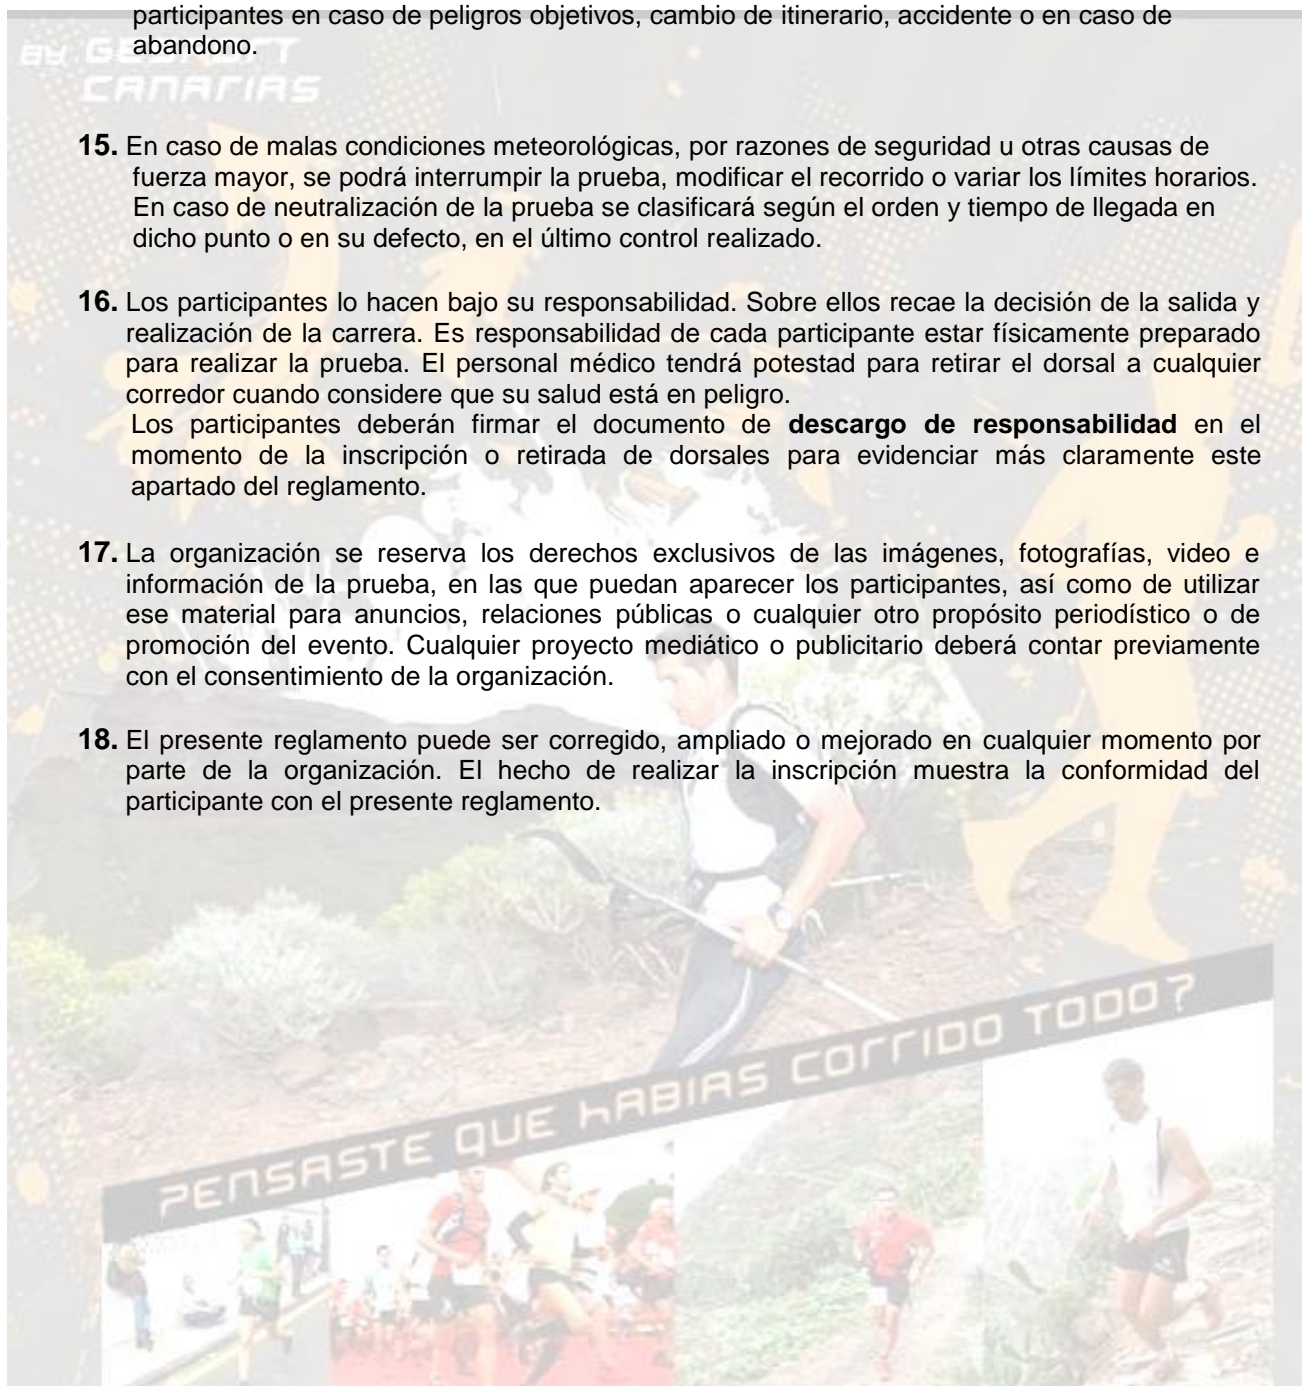 participantes en caso de peligros objetivos, cambio de itinerario, accidente o en caso de
abandono.
BY GESPORT
CANARIAS
15. En caso de malas condiciones meteorológicas, por razones de seguridad u otras causas de
fuerza mayor, se podrá interrumpir la prueba, modificar el recorrido o variar los límites horarios.
En caso de neutralización de la prueba se clasificará según el orden y tiempo de llegada en
dicho punto o en su defecto, en el último control realizado.
16. Los participantes lo hacen bajo su responsabilidad. Sobre ellos recae la decisión de la salida y
realización de la carrera. Es responsabilidad de cada participante estar físicamente preparado
para realizar la prueba. El personal médico tendrá potestad para retirar el dorsal a cualquier
corredor cuando considere que su salud está en peligro.
Los participantes deberán firmar el documento de descargo de responsabilidad en el
momento de la inscripción o retirada de dorsales para evidenciar más claramente este
apartado del reglamento.
17. La organización se reserva los derechos exclusivos de las imágenes, fotografías, video e
información de la prueba, en las que puedan aparecer los participantes, así como de utilizar
ese material para anuncios, relaciones públicas o cualquier otro propósito periodístico o de
promoción del evento. Cualquier proyecto mediático o publicitario deberá contar previamente
con el consentimiento de la organización.
18. El presente reglamento puede ser corregido, ampliado o mejorado en cualquier momento por
parte de la organización. El hecho de realizar la inscripción muestra la conformidad del
participante con el presente reglamento.
PENSASTE QUE HABIAS CORRIDO TODO?